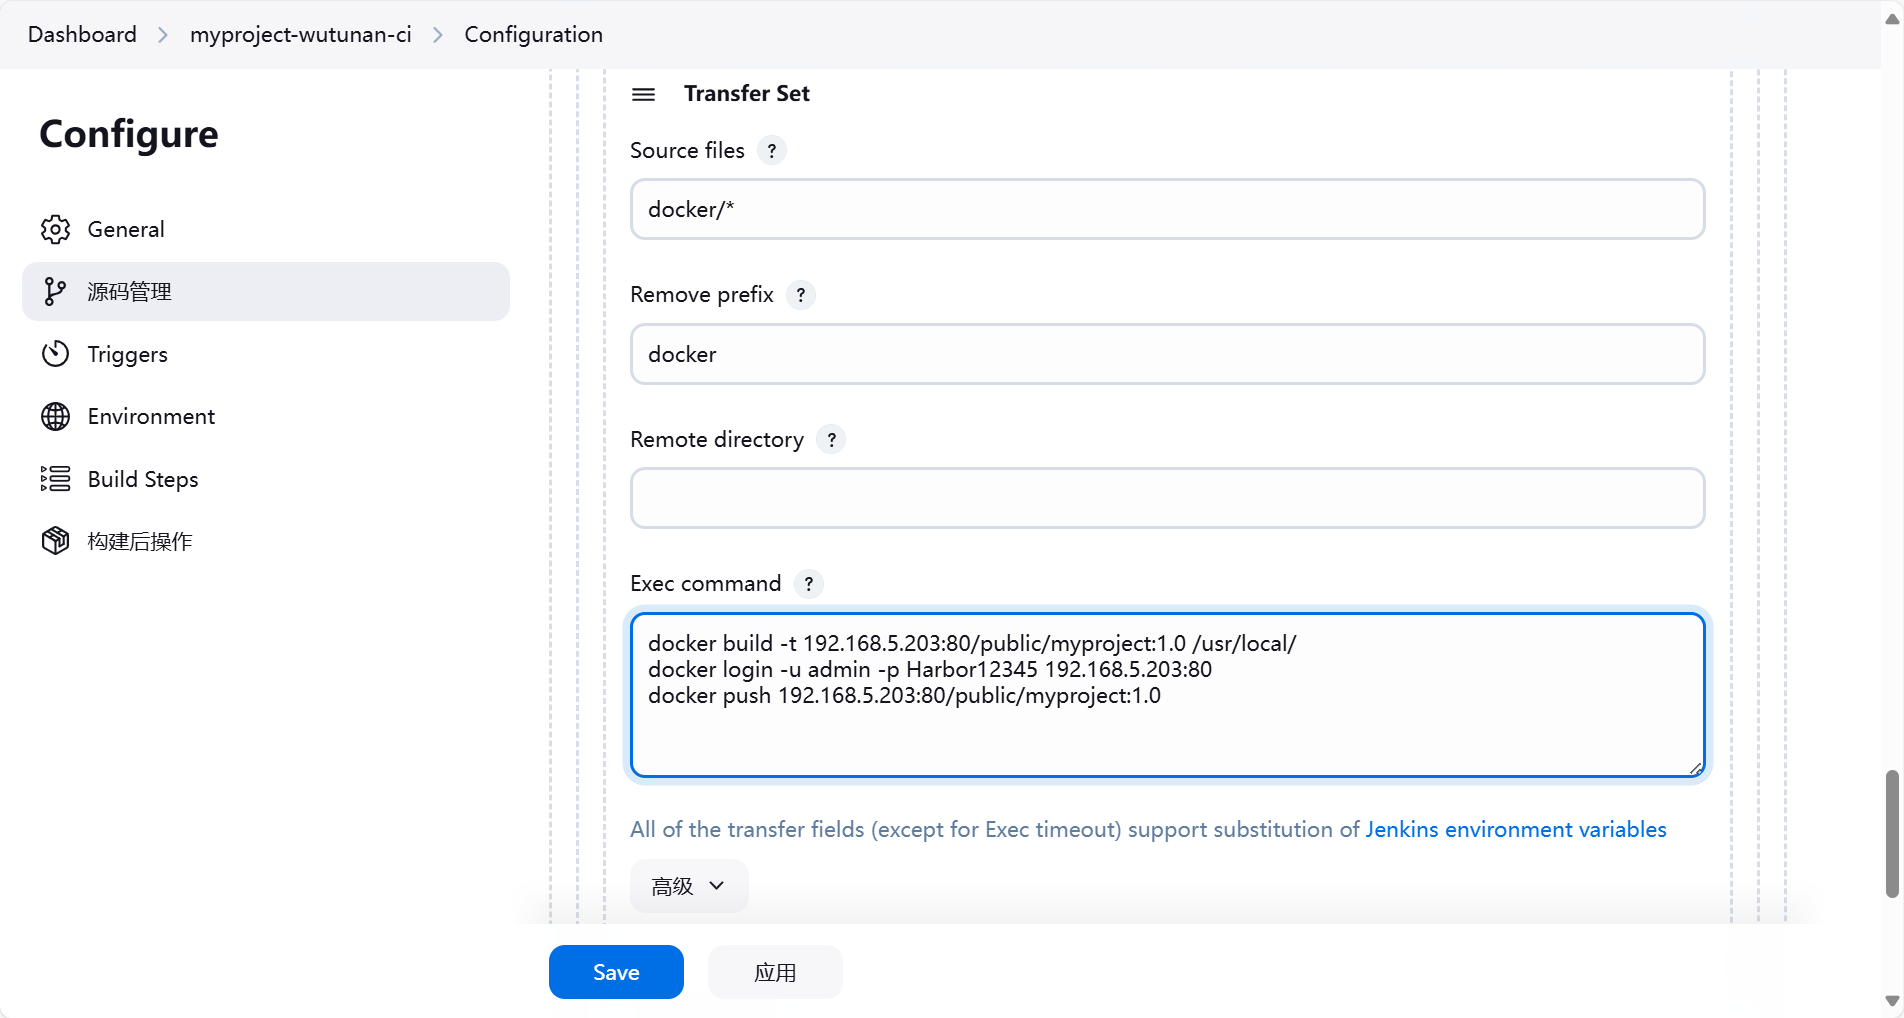 Dashboard > myproject-wutunan-ci > Configuration
Configure
General
源码管理
Triggers
Environment
Build Steps
构建后操作
Transfer Set
Source files ?
docker/*
Remove prefix ?
docker
Remote directory ?
Exec command ?
docker build -t 192.168.5.203:80/public/myproject:1.0 /usr/local/
docker login -u admin -p Harbor12345 192.168.5.203:80
docker push 192.168.5.203:80/public/myproject:1.0
All of the transfer fields (except for Exec timeout) support substitution of Jenkins environment variables
高级
Save
应用